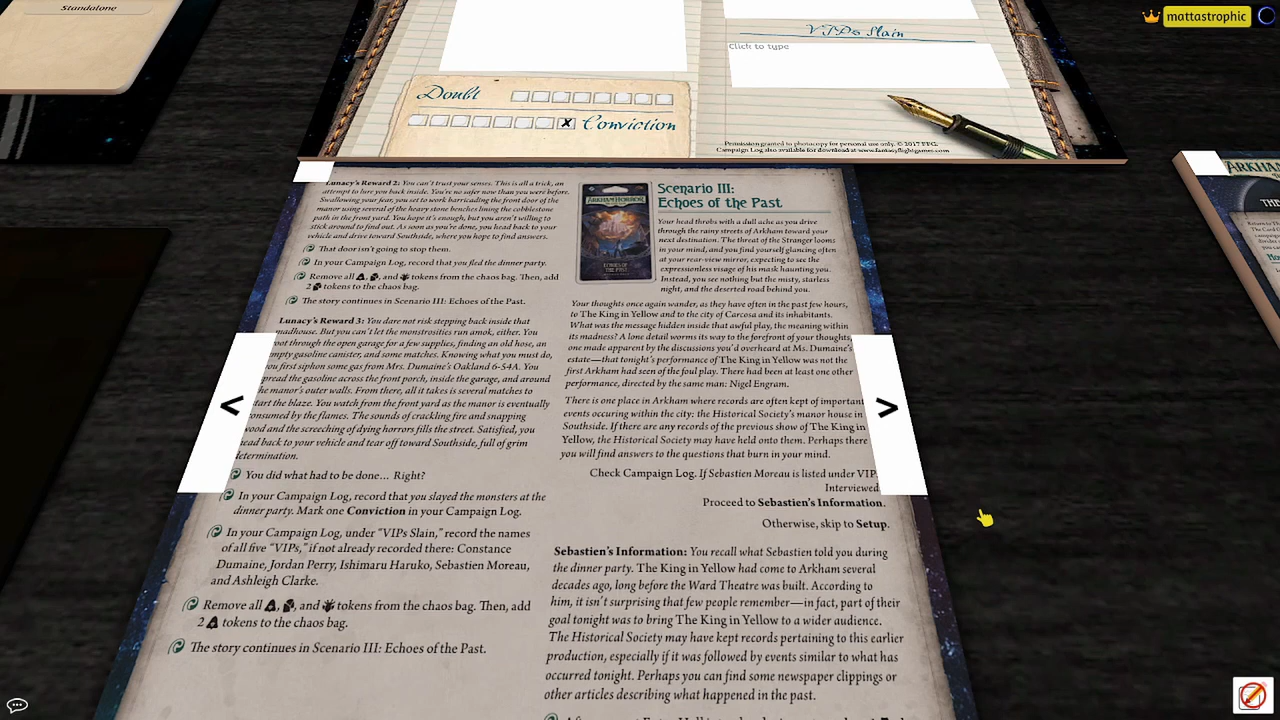 Standalone
mattastrophic
VIPs Slain
Click to type
Doubt
x Conviction
Permission granted to photocopy for personal use only. © 2017 FFG.
Campaign Log also available for download at www.fantasyflightgames.com
Lunacy's Reward 2: You can't trust your senses. This is all a trick, an
attempt to lure you back inside. You're no safer now than you were before.
Swallowing your fear, you set to work barricading the front door of the
manor using several of the heavy stone benches lining the cobblestone
path in the front yard. You hope it's enough, but you aren't willing to
stick around to find out. As soon as you're done, you head back to your
vehicle and drive toward Southside, where you hope to find answers.
That door isn't going to stop them.
In your Campaign Log, record that you fled the dinner party.
Remove all , , and tokens from the chaos bag. Then, add
2 tokens to the chaos bag.
The story continues in Scenario III: Echoes of the Past.
Lunacy's Reward 3: You dare not risk stepping back inside that
madhouse. But you can't let the monstrosities run amok, either. You
oot through the open garage for a few supplies, finding an old hose, an
mpty gasoline canister, and some matches. Knowing what you must do,
ou first siphon some gas from Mrs. Dumaine's Oakland 6-54A. You
pread the gasoline across the front porch, inside the garage, and around
he manor's outer walls. From there, all it takes is several matches to
tart the blaze. You watch from the front yard as the manor is eventually
onsumed by the flames. The sounds of crackling fire and snapping
ood and the screeching of dying horrors fills the street. Satisfied, you
ead back to your vehicle and tear off toward Southside, full of grim
determination.
You did what had to be done… Right?
In your Campaign Log, record that you slayed the monsters at the
dinner party. Mark one Conviction in your Campaign Log.
In your Campaign Log, under "VIPs Slain," record the names
of all five "VIPs," if not already recorded there: Constance
Dumaine, Jordan Perry, Ishimaru Haruko, Sebastien Moreau,
and Ashleigh Clarke.
Remove all , , and tokens from the chaos bag. Then, add
2 tokens to the chaos bag.
The story continues in Scenario III: Echoes of the Past.
<
ARKHAM HORROR
ECHOES OF
THE PAST
Scenario III:
Echoes of the Past
Your head throbs with a dull ache as you drive
through the rainy streets of Arkham toward your
next destination. The threat of the Stranger looms
in your mind, and you find yourself glancing often
at your rear-view mirror, expecting to see the
expressionless visage of his mask haunting you.
Instead, you see nothing but the misty, starless
night, and the deserted road behind you.
Your thoughts once again wander, as they have often in the past few hours,
to The King in Yellow and to the city of Carcosa and its inhabitants.
What was the message hidden inside that awful play, the meaning within
its madness? A lone detail worms its way to the forefront of your thoughts,
one made apparent by the discussions you'd overheard at Ms. Dumaine's
estate—that tonight's performance of The King in Yellow was not the
first Arkham had seen of the foul play. There had been at least one other
performance, directed by the same man: Nigel Engram.
There is one place in Arkham where records are often kept of important
events occuring within the city: the Historical Society's manor house in
Southside. If there are any records of the previous show of The King in
Yellow, the Historical Society may have held onto them. Perhaps there
you will find answers to the questions that burn in your mind.
Check Campaign Log. If Sebastien Moreau is listed under VIPs
Interviewed
Proceed to Sebastien's Information.
Otherwise, skip to Setup.
Sebastien's Information: You recall what Sebastien told you during
the dinner party. The King in Yellow had come to Arkham several
decades ago, long before the Ward Theatre was built. According to
him, it isn't surprising that few people remember—in fact, part of their
goal tonight was to bring The King in Yellow to a wider audience.
The Historical Society may have kept records pertaining to this earlier
production, especially if it was followed by events similar to what has
occurred tonight. Perhaps you can find some newspaper clippings or
other articles describing what happened in the past.
>
ARKHAM